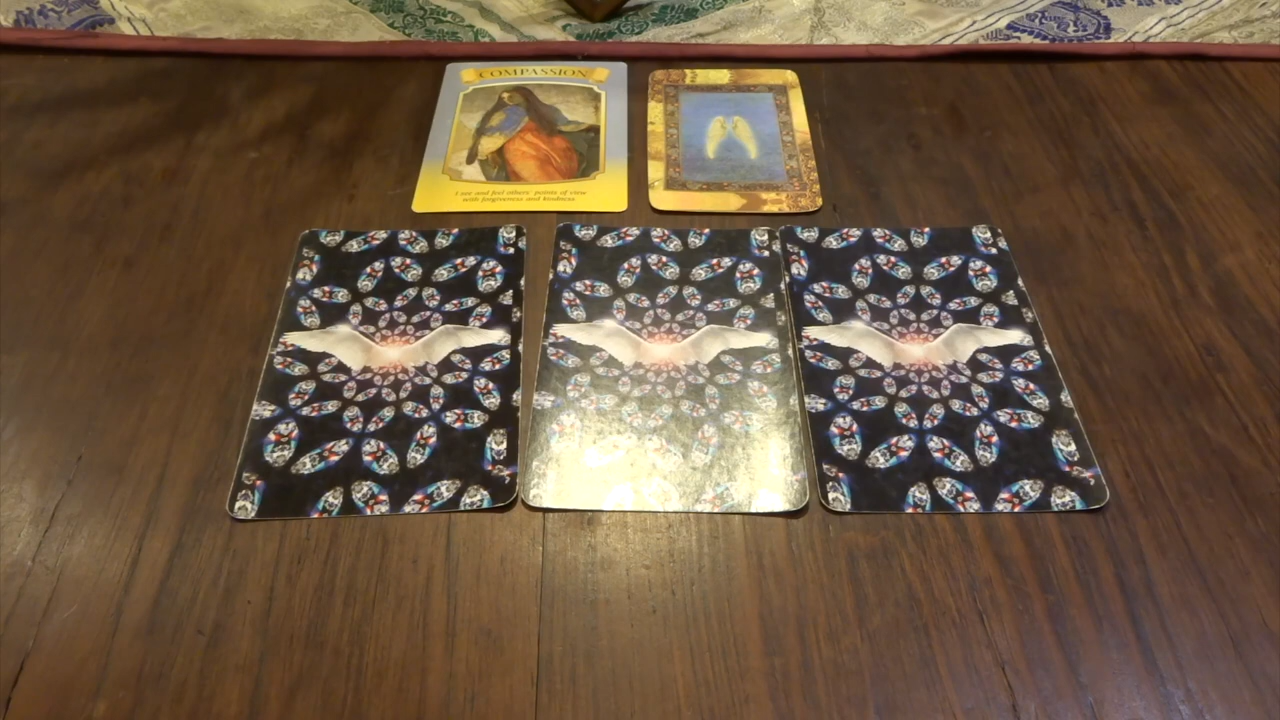 COMPASSION
I see and feel others' points of view
with forgiveness and kindness